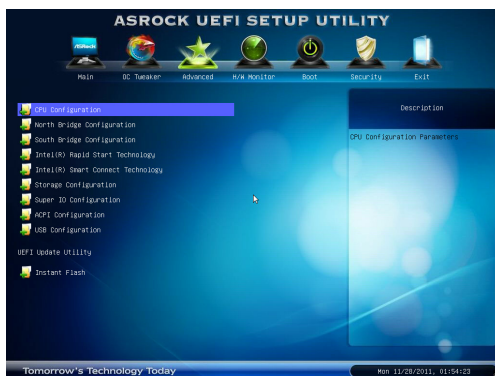 ASROCK UEFI SETUP UTILITY
ASRock
Main OC Tweaker Advanced H/W Monitor Boot Security Exit
CPU Configuration
North Bridge Configuration
South Bridge Configuration
Intel(R) Rapid Start Technology
Intel(R) Smart Connect Technology
Storage Configuration
Super IO Configuration
ACPI Configuration
USB Configuration
UEFI Update Utility
Instant Flash
Description
CPU Configuration Parameters
Tomorrow's Technology Today
Mon 11/28/2011, 01:54:23